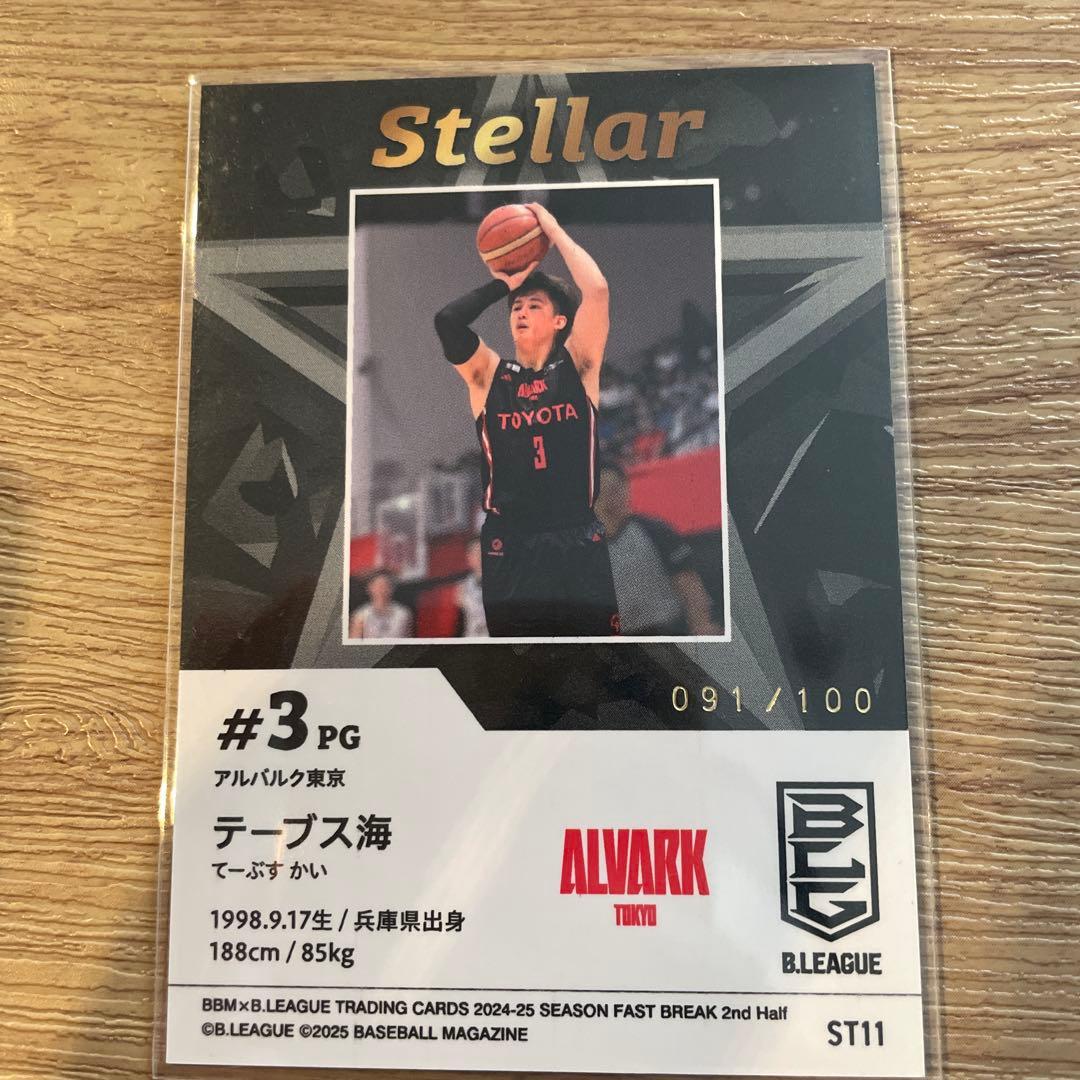 Stellar
ALVARK
TOYOTA
3
091/100
#3 PG
アルバルク東京
テーブス海
てーぶす かい
1998.9.17生 / 兵庫県出身
188cm / 85kg
ALVARK
TOKYO
BLG
B.LEAGUE
BBM×B.LEAGUE TRADING CARDS 2024-25 SEASON FAST BREAK 2nd Half
©B.LEAGUE ©2025 BASEBALL MAGAZINE
ST11